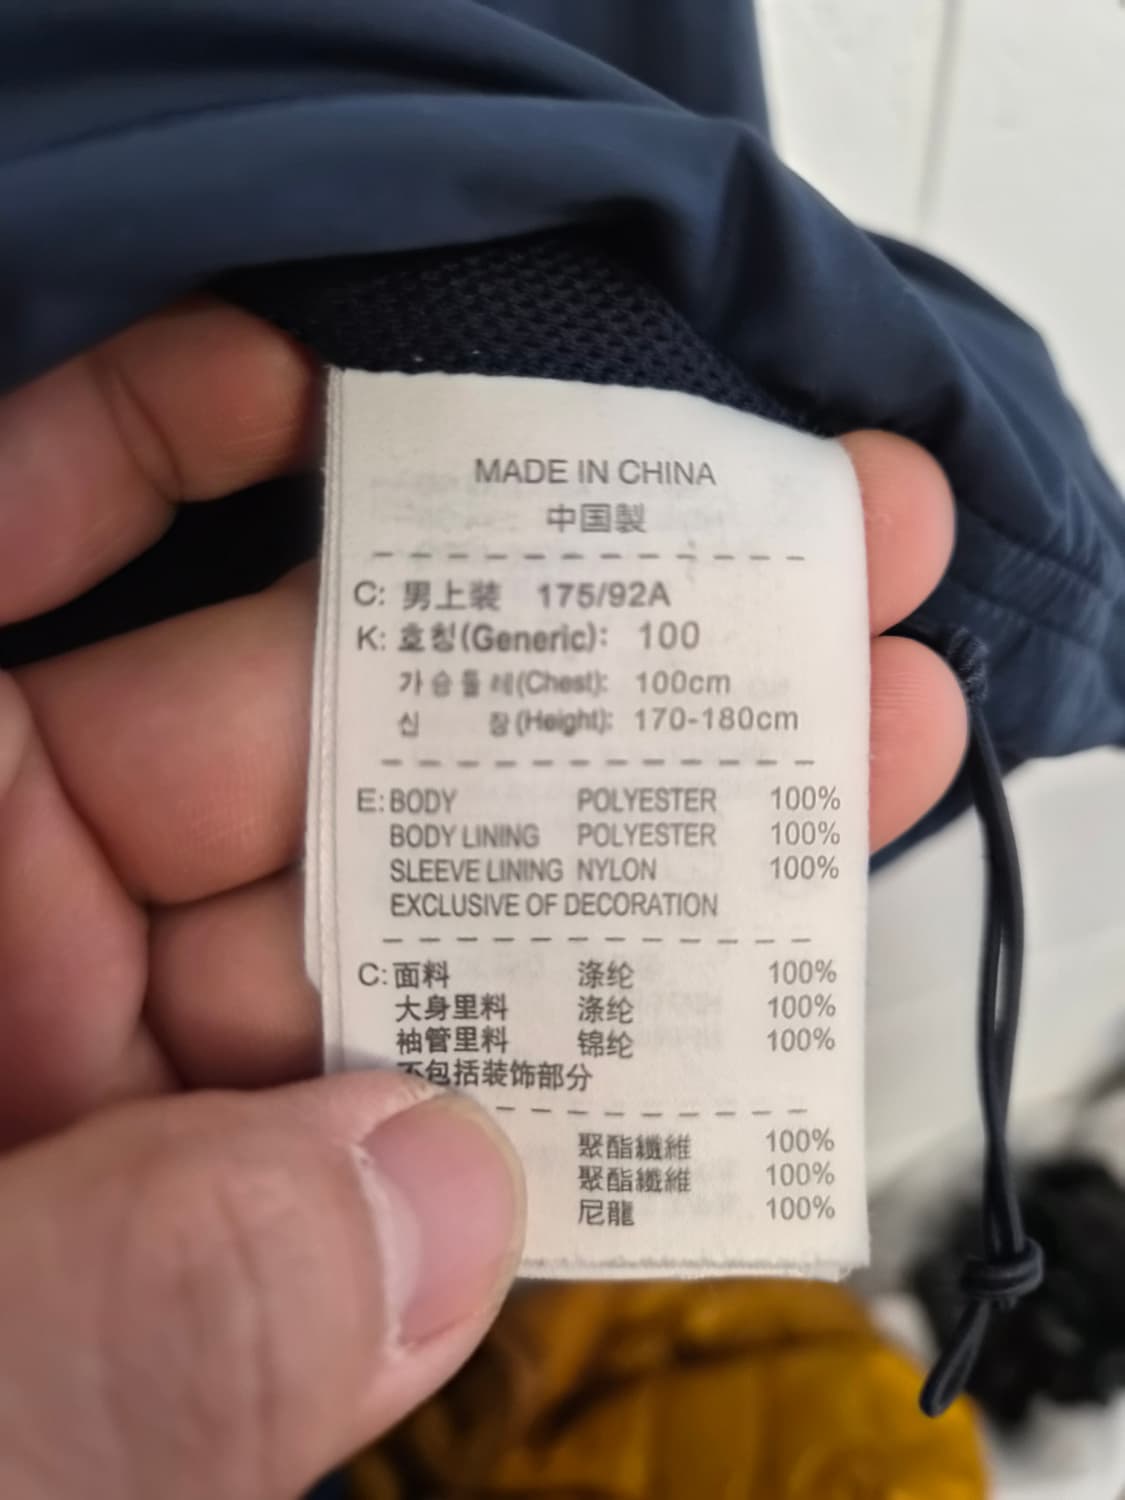 MADE IN CHINA
中国製
C: 男上装 175/92A
K: 호칭(Generic): 100
가슴둘레(Chest): 100cm
신 장(Height): 170-180cm
E: BODY POLYESTER 100%
BODY LINING POLYESTER 100%
SLEEVE LINING NYLON 100%
EXCLUSIVE OF DECORATION
C: 面料 涤纶 100%
大身里料 涤纶 100%
袖管里料 锦纶 100%
不包括装饰部分
聚酯纖維 100%
聚酯纖維 100%
尼龍 100%